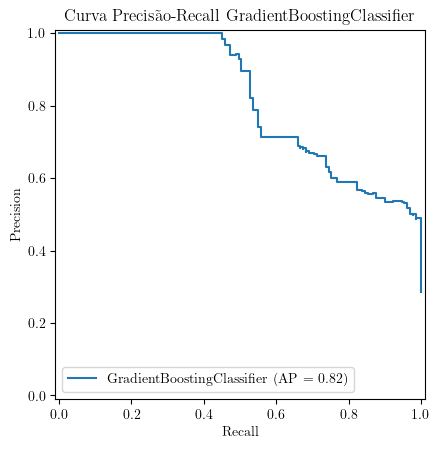 Curva Precisão-Recall GradientBoostingClassifier
1.0
0.8
0.6
0.4
0.2
0.0
Precision
GradientBoostingClassifier (AP = 0.82)
0.0 0.2 0.4 0.6 0.8 1.0
Recall